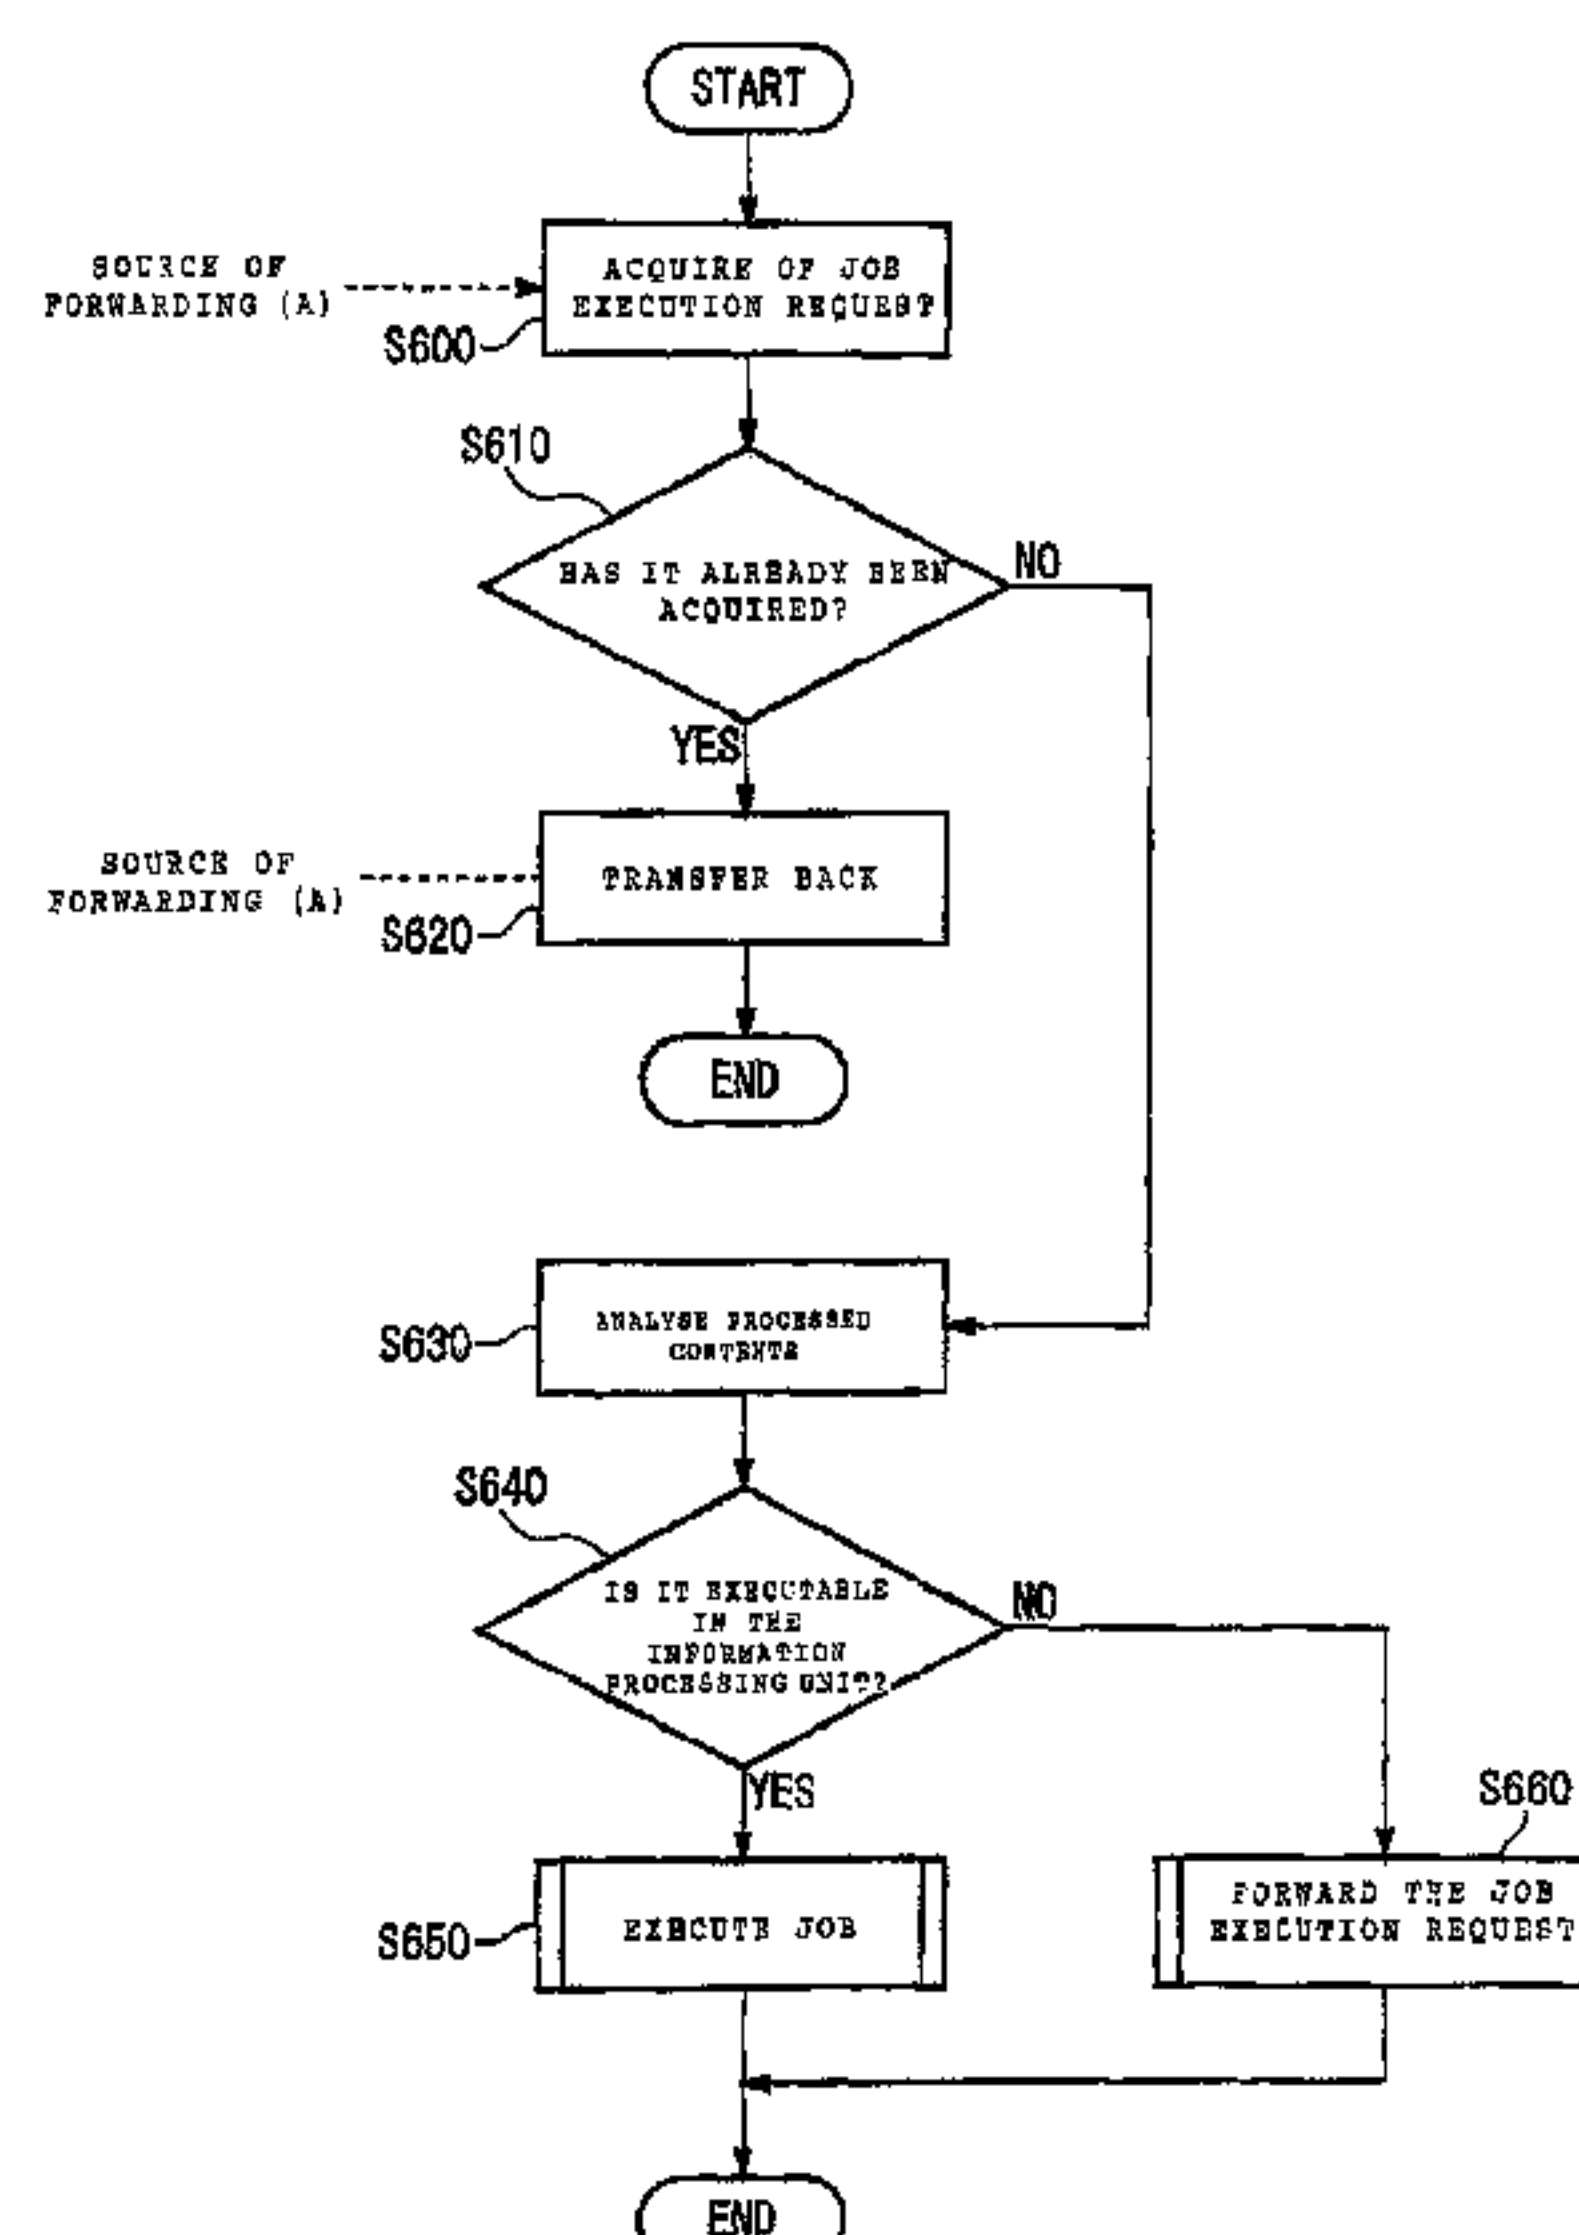 START
SOURCE OF
FORWARDING (A)
ACQUIRE OF JOB
EXECUTION REQUEST
S600
S610
HAS IT ALREADY BEEN
ACQUIRED?
NO
YES
SOURCE OF
FORWARDING (A)
TRANSFER BACK
S620
END
ANALYSE PROCESSED
CONTENTS
S630
S640
IS IT EXECUTABLE
IN THE
INFORMATION
PROCESSING UNIT?
NO
YES
S660
EXECUTE JOB
S650
FORWARD THE JOB
EXECUTION REQUEST
END